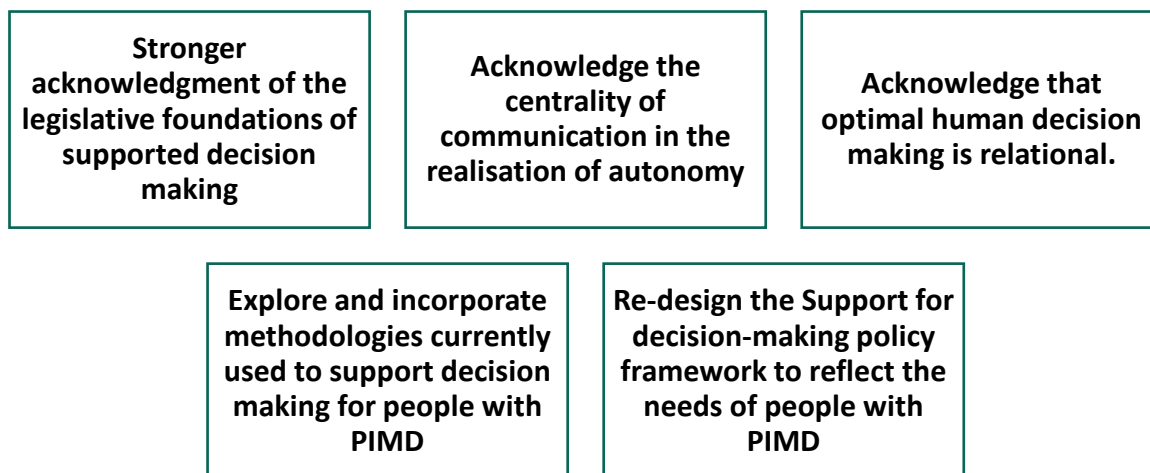 Stronger
acknowledgment of the
legislative foundations of
supported decision
making
Acknowledge the
centrality of
communication in the
realisation of autonomy
Acknowledge that
optimal human decision
making is relational.
Explore and incorporate
methodologies currently
used to support decision
making for people with
PIMD
Re-design the Support for
decision-making policy
framework to reflect the
needs of people with
PIMD